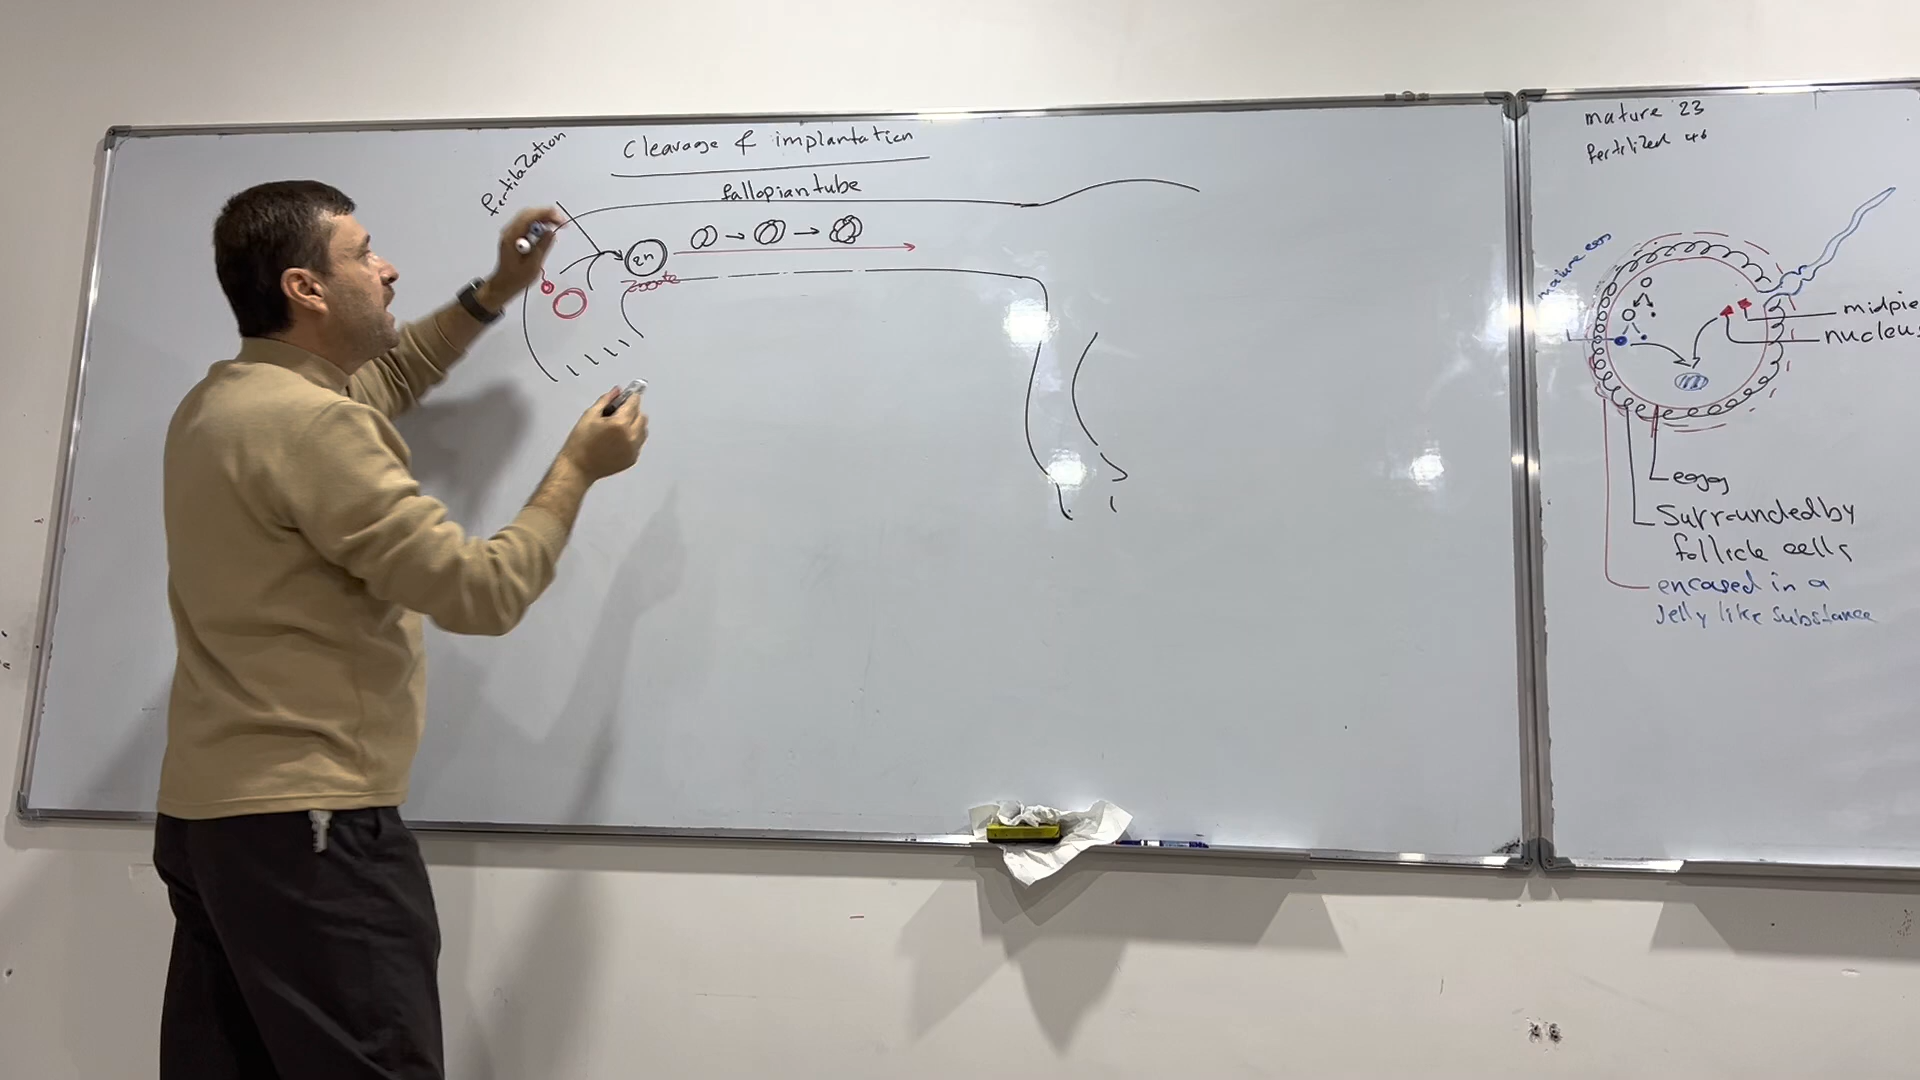 fertilization
Cleavage & implantation
fallopian tube
2n
Zygote
mature 23
fertilized 46
mature egg
midpie
nucleus
egg
Surrounded by
follicle cells
encased in a
Jelly like substance